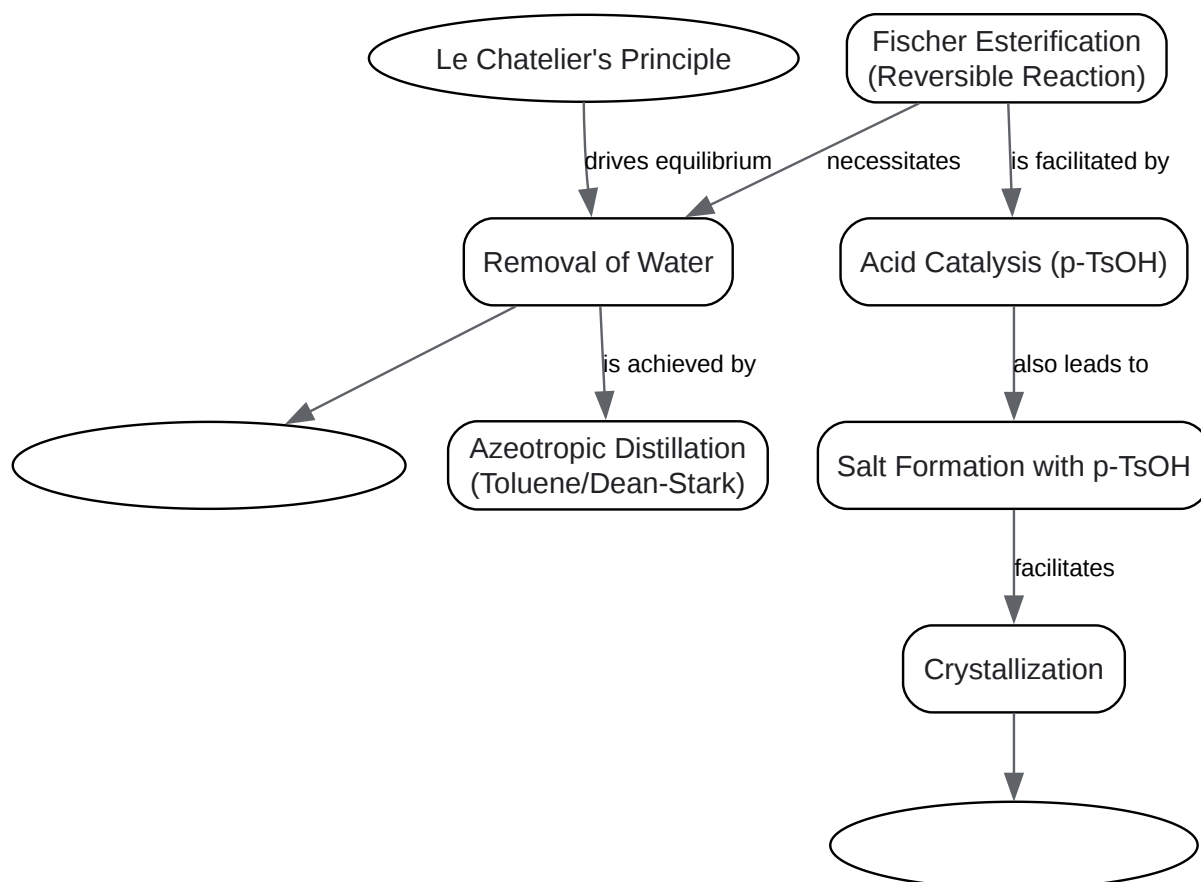 Le Chatelier's Principle
Fischer Esterification
(Reversible Reaction)
drives equilibrium
necessitates
is facilitated by
Removal of Water
Acid Catalysis (p-TsOH)
is achieved by
also leads to
Azeotropic Distillation
(Toluene/Dean-Stark)
Salt Formation with p-TsOH
facilitates
Crystallization